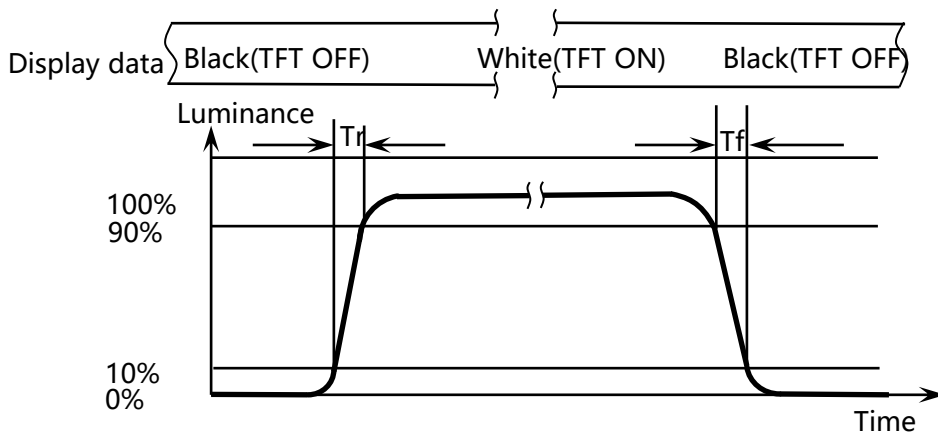 Display data Black(TFT OFF) White(TFT ON) Black(TFT OFF)
Luminance
Tr Tf
100%
90%
10%
0%
Time